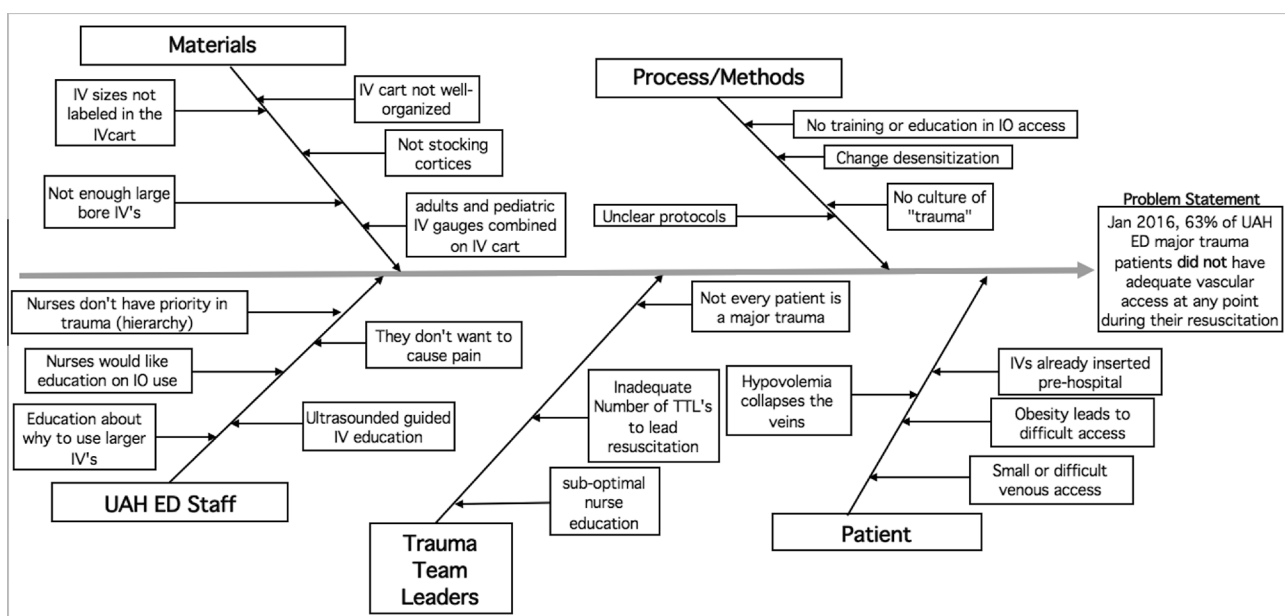 Materials
IV sizes not
labeled in the
IVcart
IV cart not well-
organized
Not stocking
cortices
Not enough large
bore IV's
adults and pediatric
IV gauges combined
on IV cart
Process/Methods
No training or education in IO access
Change desensitization
No culture of
"trauma"
Unclear protocols
Problem Statement
Jan 2016, 63% of UAH
ED major trauma
patients did not have
adequate vascular
access at any point
during their resuscitation
Nurses don't have priority in
trauma (hierarchy)
They don't want to
cause pain
Nurses would like
education on IO use
Education about
why to use larger
IV's
Ultrasounded guided
IV education
UAH ED Staff
Not every patient is
a major trauma
Inadequate
Number of TTL's
to lead
resuscitation
sub-optimal
nurse
education
Trauma
Team
Leaders
Hypovolemia
collapses the
veins
IVs already inserted
pre-hospital
Obesity leads to
difficult access
Small or difficult
venous access
Patient